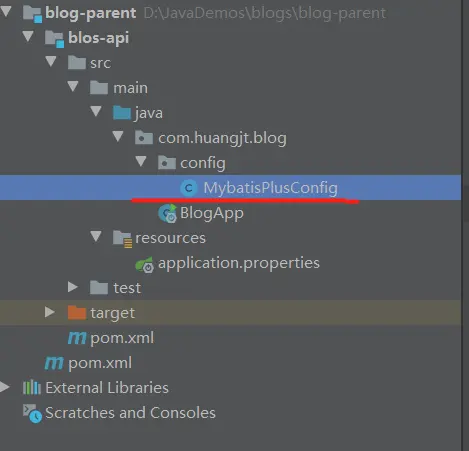 blog-parent D:\JavaDemos\blogs\blog-parent
blos-api
src
main
java
com.huangjt.blog
config
MybatisPlusConfig
BlogApp
resources
application.properties
test
target
pom.xml
pom.xml
External Libraries
Scratches and Consoles